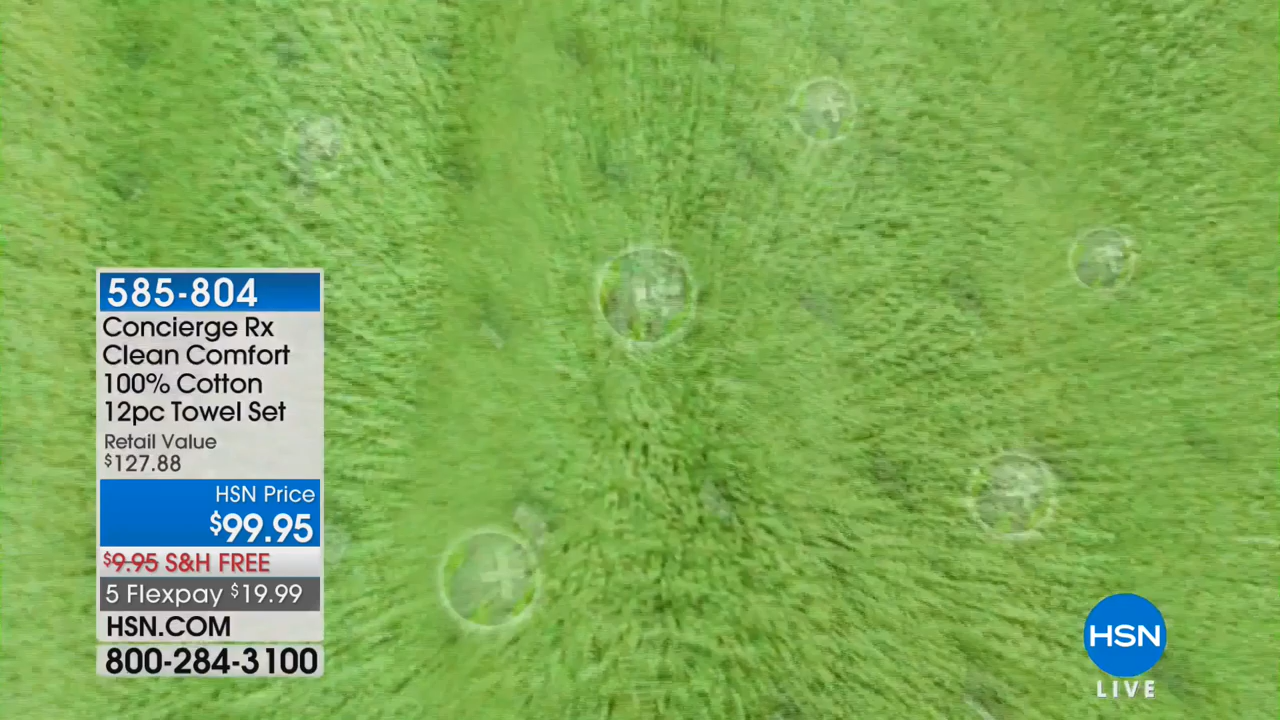 585-804
Concierge Rx
Clean Comfort
100% Cotton
12pc Towel Set
Retail Value
$127.88
HSN Price
$99.95
$9.95 S&H FREE
5 Flexpay $19.99
HSN.COM
800-284-3100
HSN
LIVE